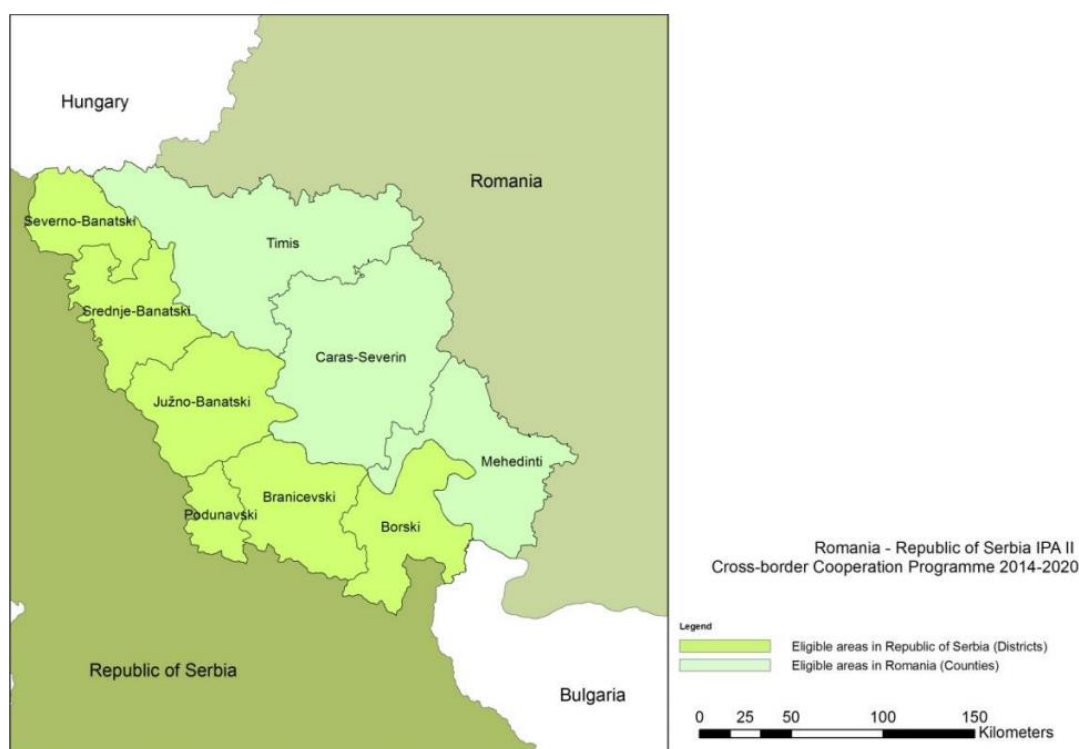 Hungary
Romania
Severno-Banatski
Timis
Srednje-Banatski
Caras-Severin
Južno-Banatski
Mehedinti
Branicevski
Podunavski
Borski
Republic of Serbia
Bulgaria
Romania - Republic of Serbia IPA II
Cross-border Cooperation Programme 2014-2020
Legend
Eligible areas in Republic of Serbia (Districts)
Eligible areas in Romania (Counties)
0 25 50 100 150
Kilometers